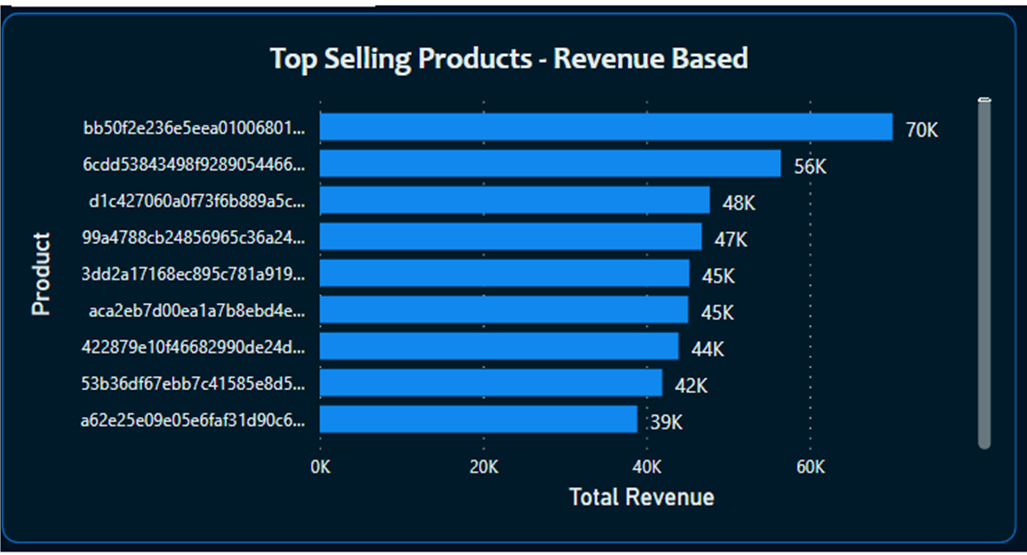 Top Selling Products - Revenue Based
Product
bb50f2e236e5eea01006801... 70K
6cdd53843498f9289054466... 56K
d1c427060a0f73f6b889a5c... 48K
99a4788cb24856965c36a24... 47K
3dd2a17168ec895c781a919... 45K
aca2eb7d00ea1a7b8ebd4e... 45K
422879e10f46682990de24d... 44K
53b36df67ebb7c41585e8d5... 42K
a62e25e09e05e6faf31d90c6... 39K
0K 20K 40K 60K
Total Revenue